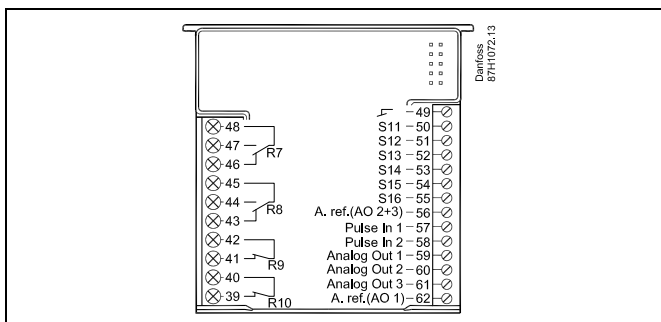 Danfoss
87H1072.13
48
47
46
R7
45
44
43
R8
42
41
R9
40
39
R10
49
S11 50
S12 51
S13 52
S14 53
S15 54
S16 55
A. ref.(AO 2+3) 56
Pulse In 1 57
Pulse In 2 58
Analog Out 1 59
Analog Out 2 60
Analog Out 3 61
A. ref.(AO 1) 62